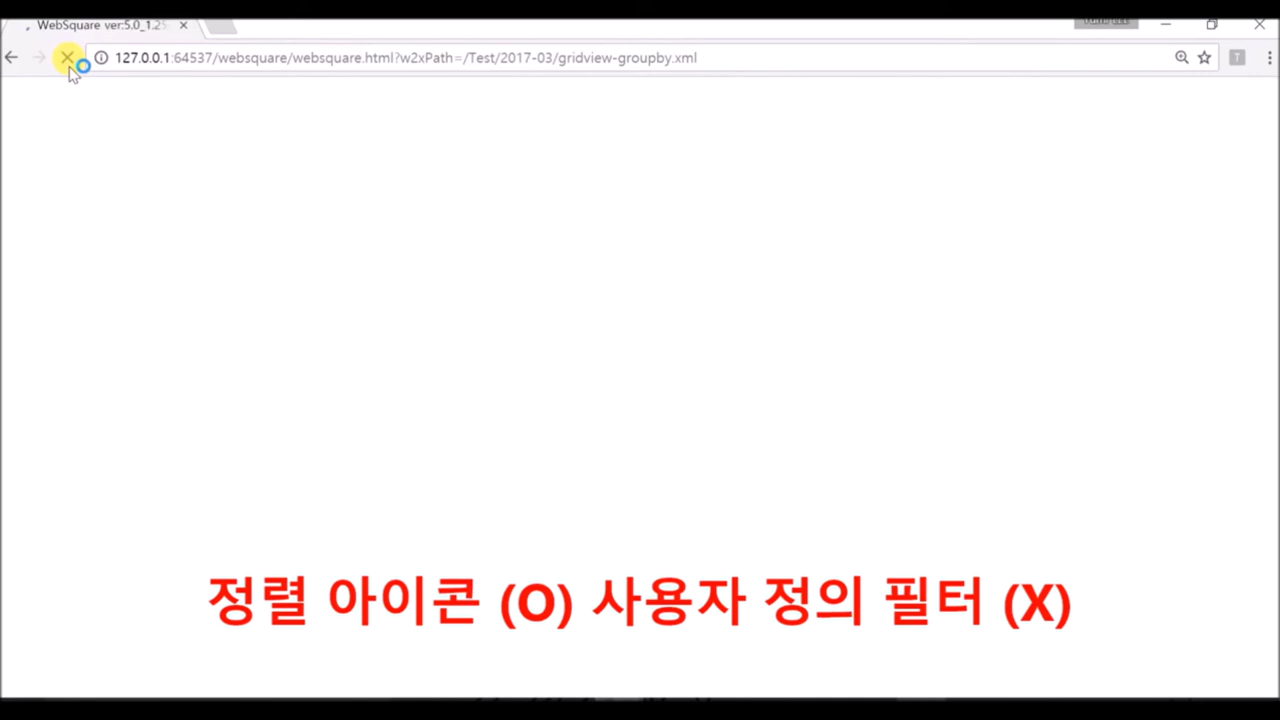 WebSquare ver:5.0_1.25
127.0.0.1:64537/websquare/websquare.html?w2xPath=/Test/2017-03/gridview-groupby.xml
T
정렬 아이콘 (O) 사용자 정의 필터 (X)